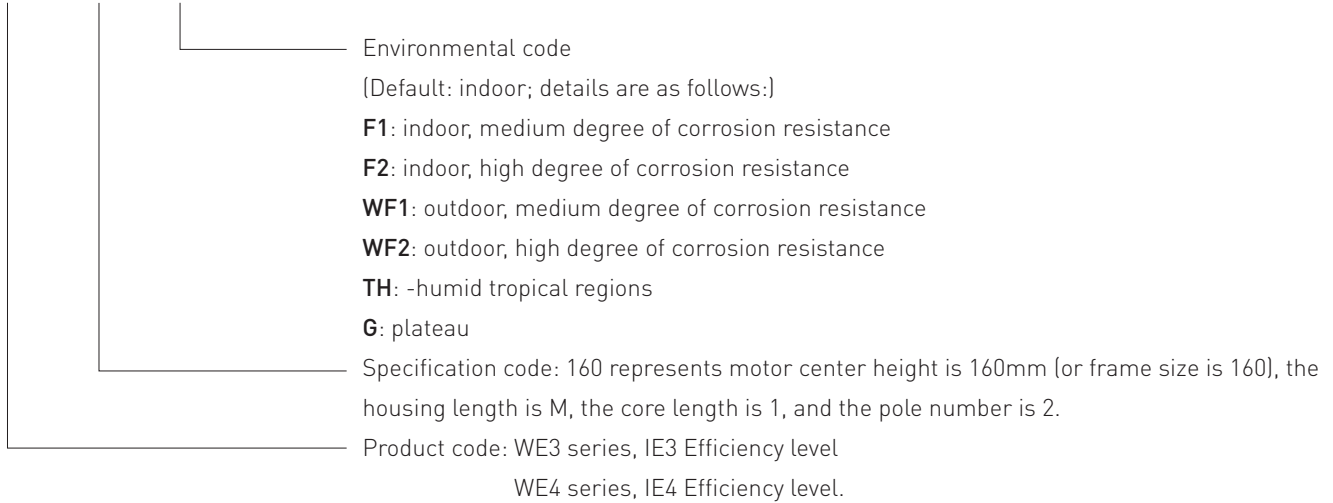 Environmental code
(Default: indoor; details are as follows:)
F1: indoor, medium degree of corrosion resistance
F2: indoor, high degree of corrosion resistance
WF1: outdoor, medium degree of corrosion resistance
WF2: outdoor, high degree of corrosion resistance
TH: -humid tropical regions
G: plateau
Specification code: 160 represents motor center height is 160mm (or frame size is 160), the
housing length is M, the core length is 1, and the pole number is 2.
Product code: WE3 series, IE3 Efficiency level
WE4 series, IE4 Efficiency level.